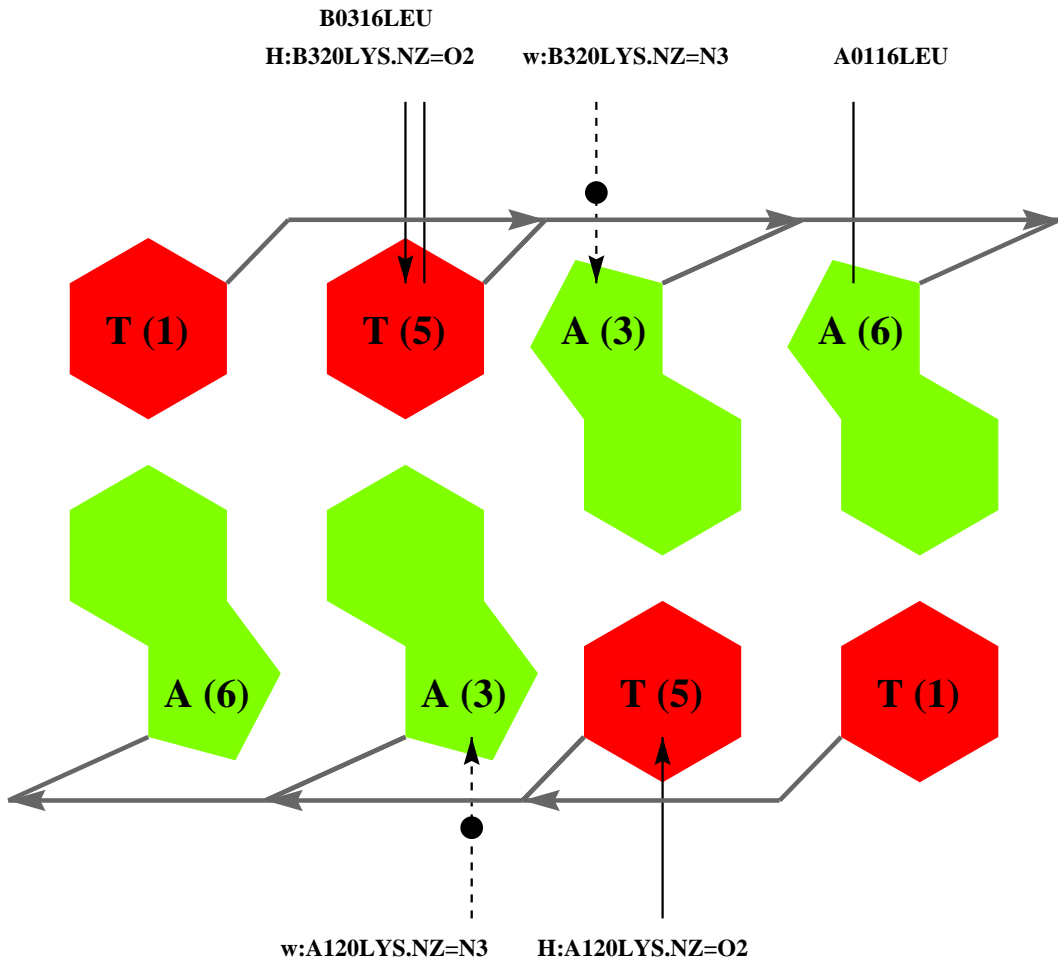 B0316LEU
H:B320LYS.NZ=O2 w:B320LYS.NZ=N3 A0116LEU
T (1) T (5) A (3) A (6)
A (6) A (3) T (5) T (1)
w:A120LYS.NZ=N3 H:A120LYS.NZ=O2